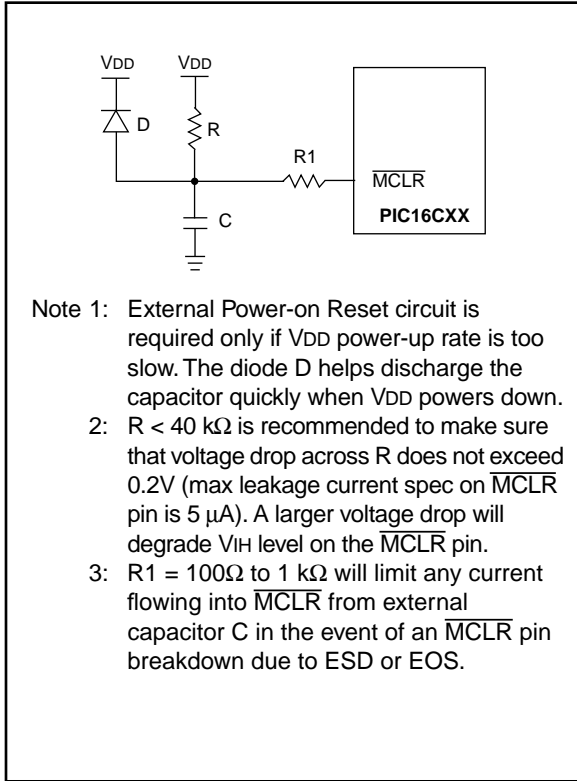 VDD VDD
D
R
R1
MCLR
C
PIC16CXX
Note 1: External Power-on Reset circuit is
required only if VDD power-up rate is too
slow. The diode D helps discharge the
capacitor quickly when VDD powers down.
2: R < 40 kΩ is recommended to make sure
that voltage drop across R does not exceed
0.2V (max leakage current spec on MCLR
pin is 5 μA). A larger voltage drop will
degrade VIH level on the MCLR pin.
3: R1 = 100Ω to 1 kΩ will limit any current
flowing into MCLR from external
capacitor C in the event of an MCLR pin
breakdown due to ESD or EOS.